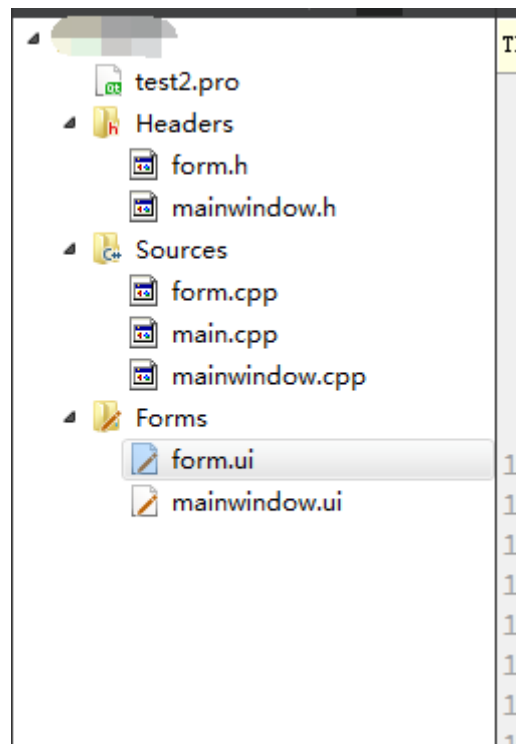 test2.pro
Headers
form.h
mainwindow.h
Sources
form.cpp
main.cpp
mainwindow.cpp
Forms
form.ui
mainwindow.ui